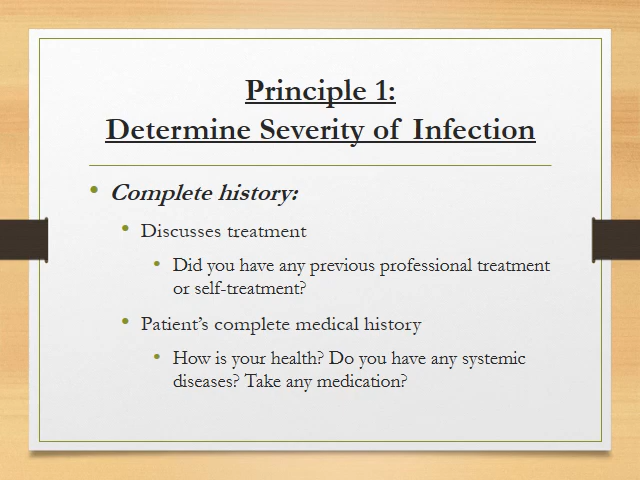 Principle 1:
Determine Severity of Infection
• Complete history:
• Discusses treatment
• Did you have any previous professional treatment
or self-treatment?
• Patient's complete medical history
• How is your health? Do you have any systemic
diseases? Take any medication?